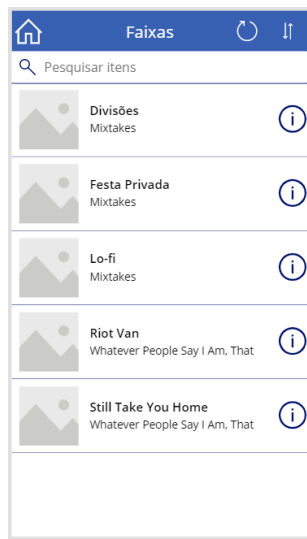 Faixas
Pesquisar itens
Divisões
Mixtakes
Festa Privada
Mixtakes
Lo-fi
Mixtakes
Riot Van
Whatever People Say I Am, That
Still Take You Home
Whatever People Say I Am, That